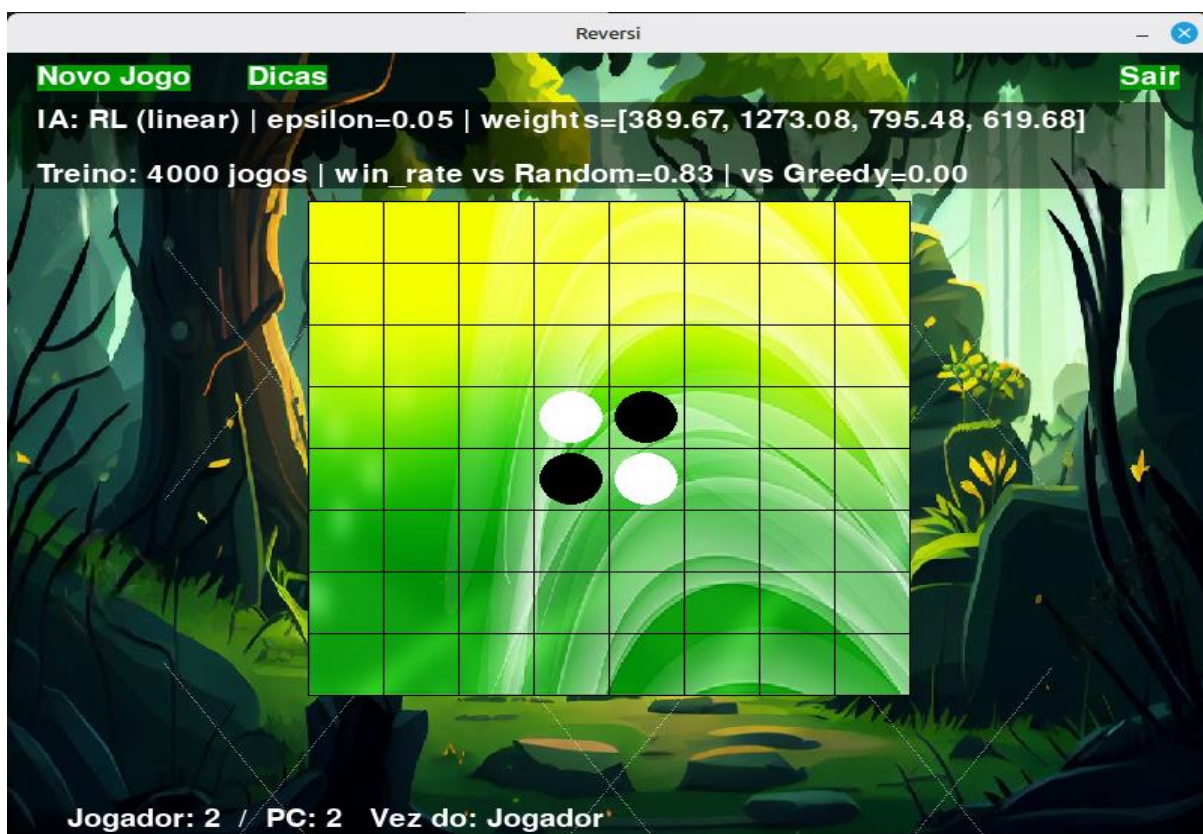 Reversi
Novo Jogo Dicas Sair
IA: RL (linear) | epsilon=0.05 | weights=[389.67, 1273.08, 795.48, 619.68]
Treino: 4000 jogos | win_rate vs Random=0.83 | vs Greedy=0.00
Jogador: 2 / PC: 2 Vez do: Jogador